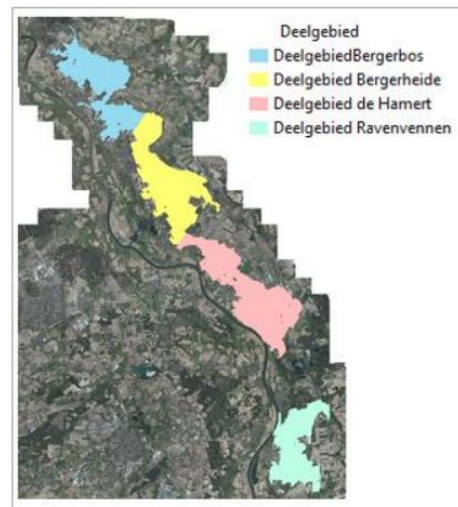 Deelgebied
DeelgebiedBergerbos
Deelgebied Bergerheide
Deelgebied de Hamert
Deelgebied Ravenvennen